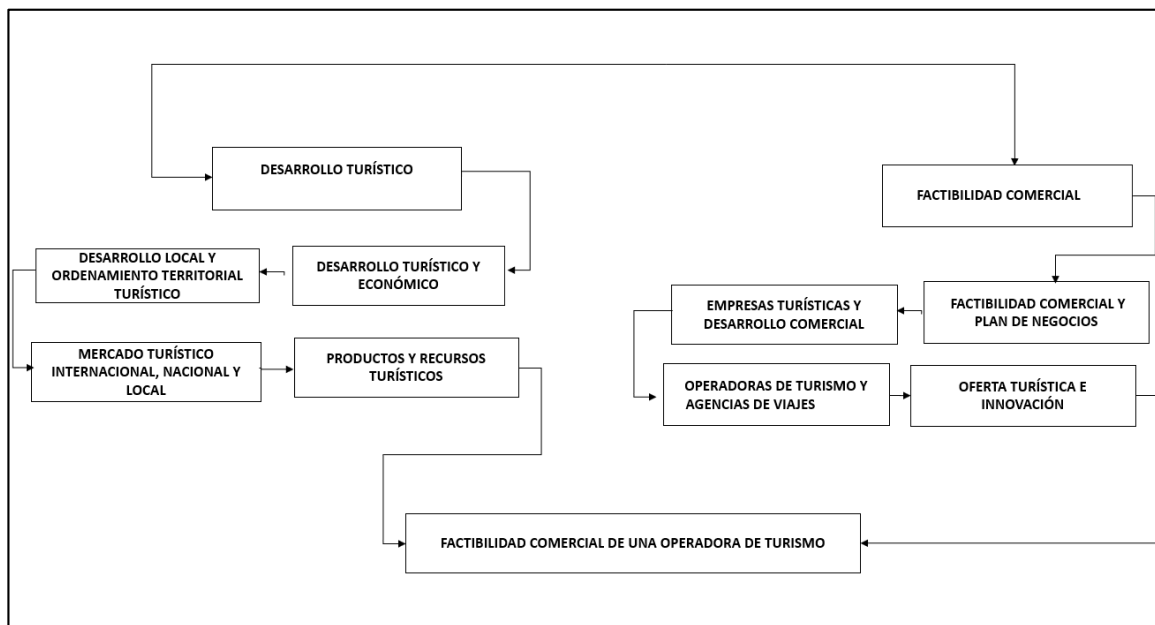 DESARROLLO TURÍSTICO
FACTIBILIDAD COMERCIAL
DESARROLLO LOCAL Y
ORDENAMIENTO TERRITORIAL
TURÍSTICO
DESARROLLO TURÍSTICO Y
ECONÓMICO
EMPRESAS TURÍSTICAS Y
DESARROLLO COMERCIAL
FACTIBILIDAD COMERCIAL Y
PLAN DE NEGOCIOS
MERCADO TURÍSTICO
INTERNACIONAL, NACIONAL Y
LOCAL
PRODUCTOS Y RECURSOS
TURÍSTICOS
OPERADORAS DE TURISMO Y
AGENCIAS DE VIAJES
OFERTA TURÍSTICA E
INNOVACIÓN
FACTIBILIDAD COMERCIAL DE UNA OPERADORA DE TURISMO